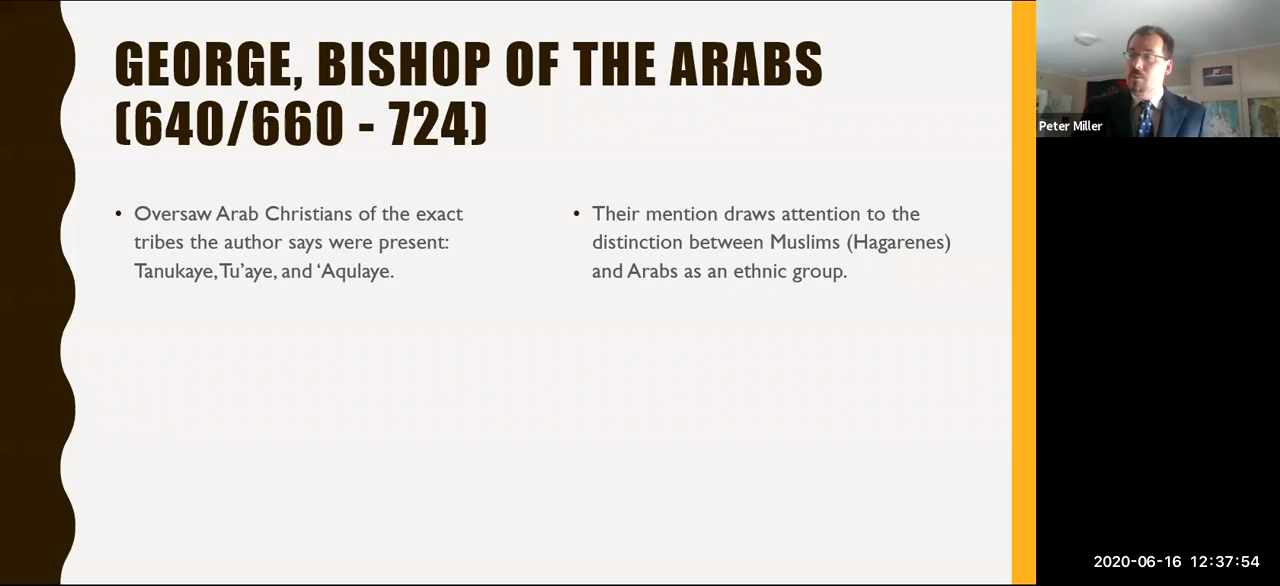 GEORGE, BISHOP OF THE ARABS
(640/660 - 724)
• Oversaw Arab Christians of the exact
tribes the author says were present:
Tanukaye, Tu’aye, and ‘Aqulaye.
• Their mention draws attention to the
distinction between Muslims (Hagarenes)
and Arabs as an ethnic group.
Peter Miller
2020-06-16 12:37:54